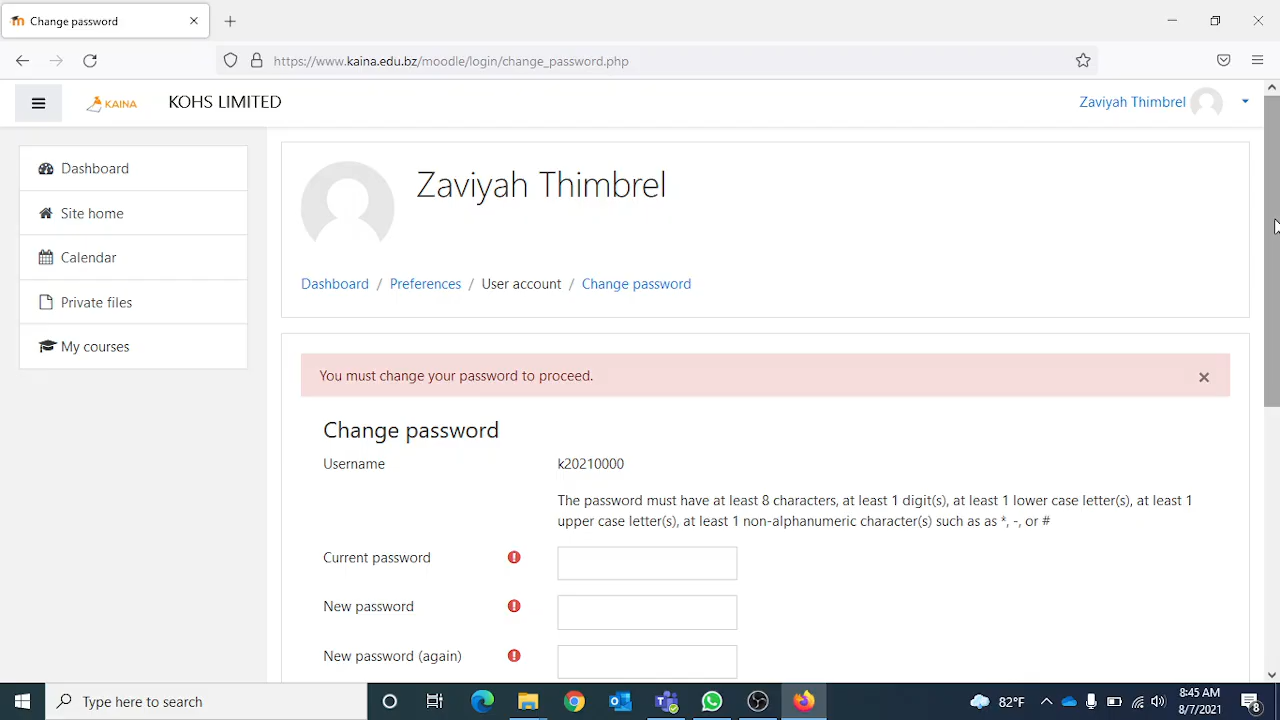 Change password
https://www.kaina.edu.bz/moodle/login/change_password.php
KAINA
KOHS LIMITED
Zaviyah Thimbrel
Dashboard
Site home
Calendar
Private files
My courses
Zaviyah Thimbrel
Dashboard / Preferences / User account / Change password
You must change your password to proceed.
Change password
Username k20210000
The password must have at least 8 characters, at least 1 digit(s), at least 1 lower case letter(s), at least 1
upper case letter(s), at least 1 non-alphanumeric character(s) such as as *, -, or #
Current password
New password
New password (again)
Type here to search
82°F
8:45 AM
8/7/2021
8